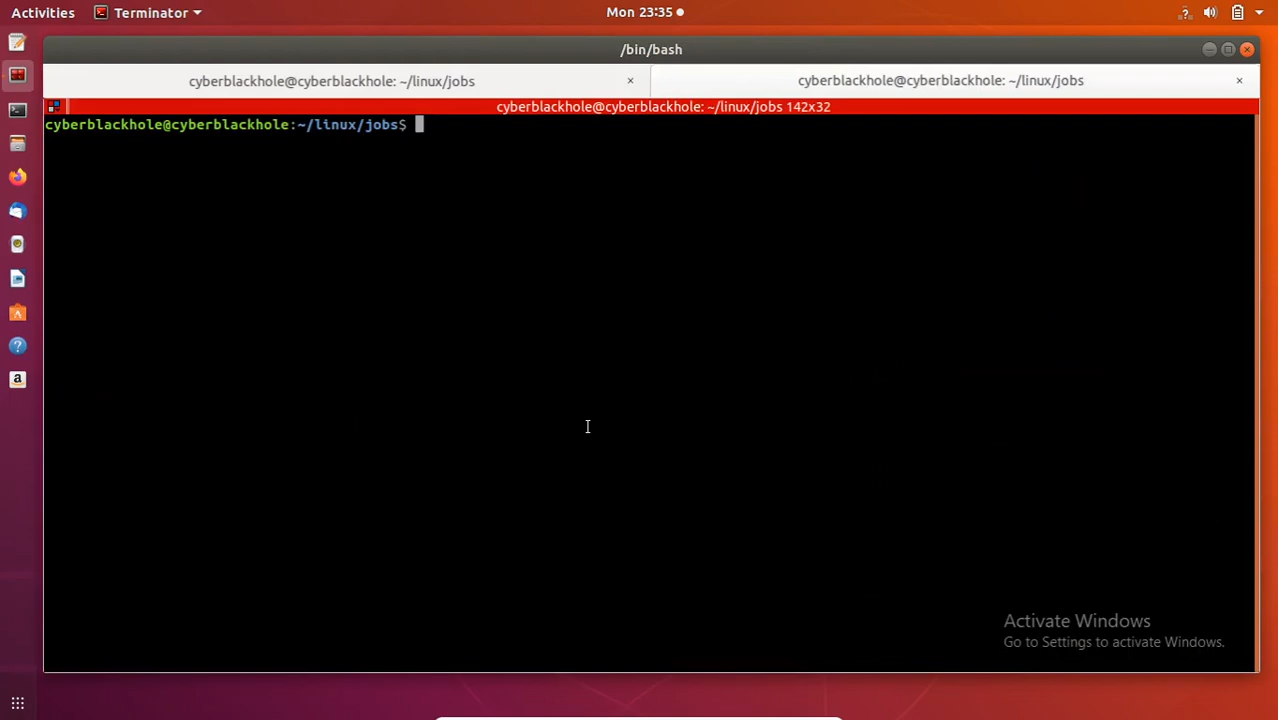 Activities Terminator Mon 23:35
/bin/bash
cyberblackhole@cyberblackhole: ~/linux/jobs × cyberblackhole@cyberblackhole: ~/linux/jobs ×
cyberblackhole@cyberblackhole: ~/linux/jobs 142x32
cyberblackhole@cyberblackhole:~/linux/jobs$
Activate Windows
Go to Settings to activate Windows.